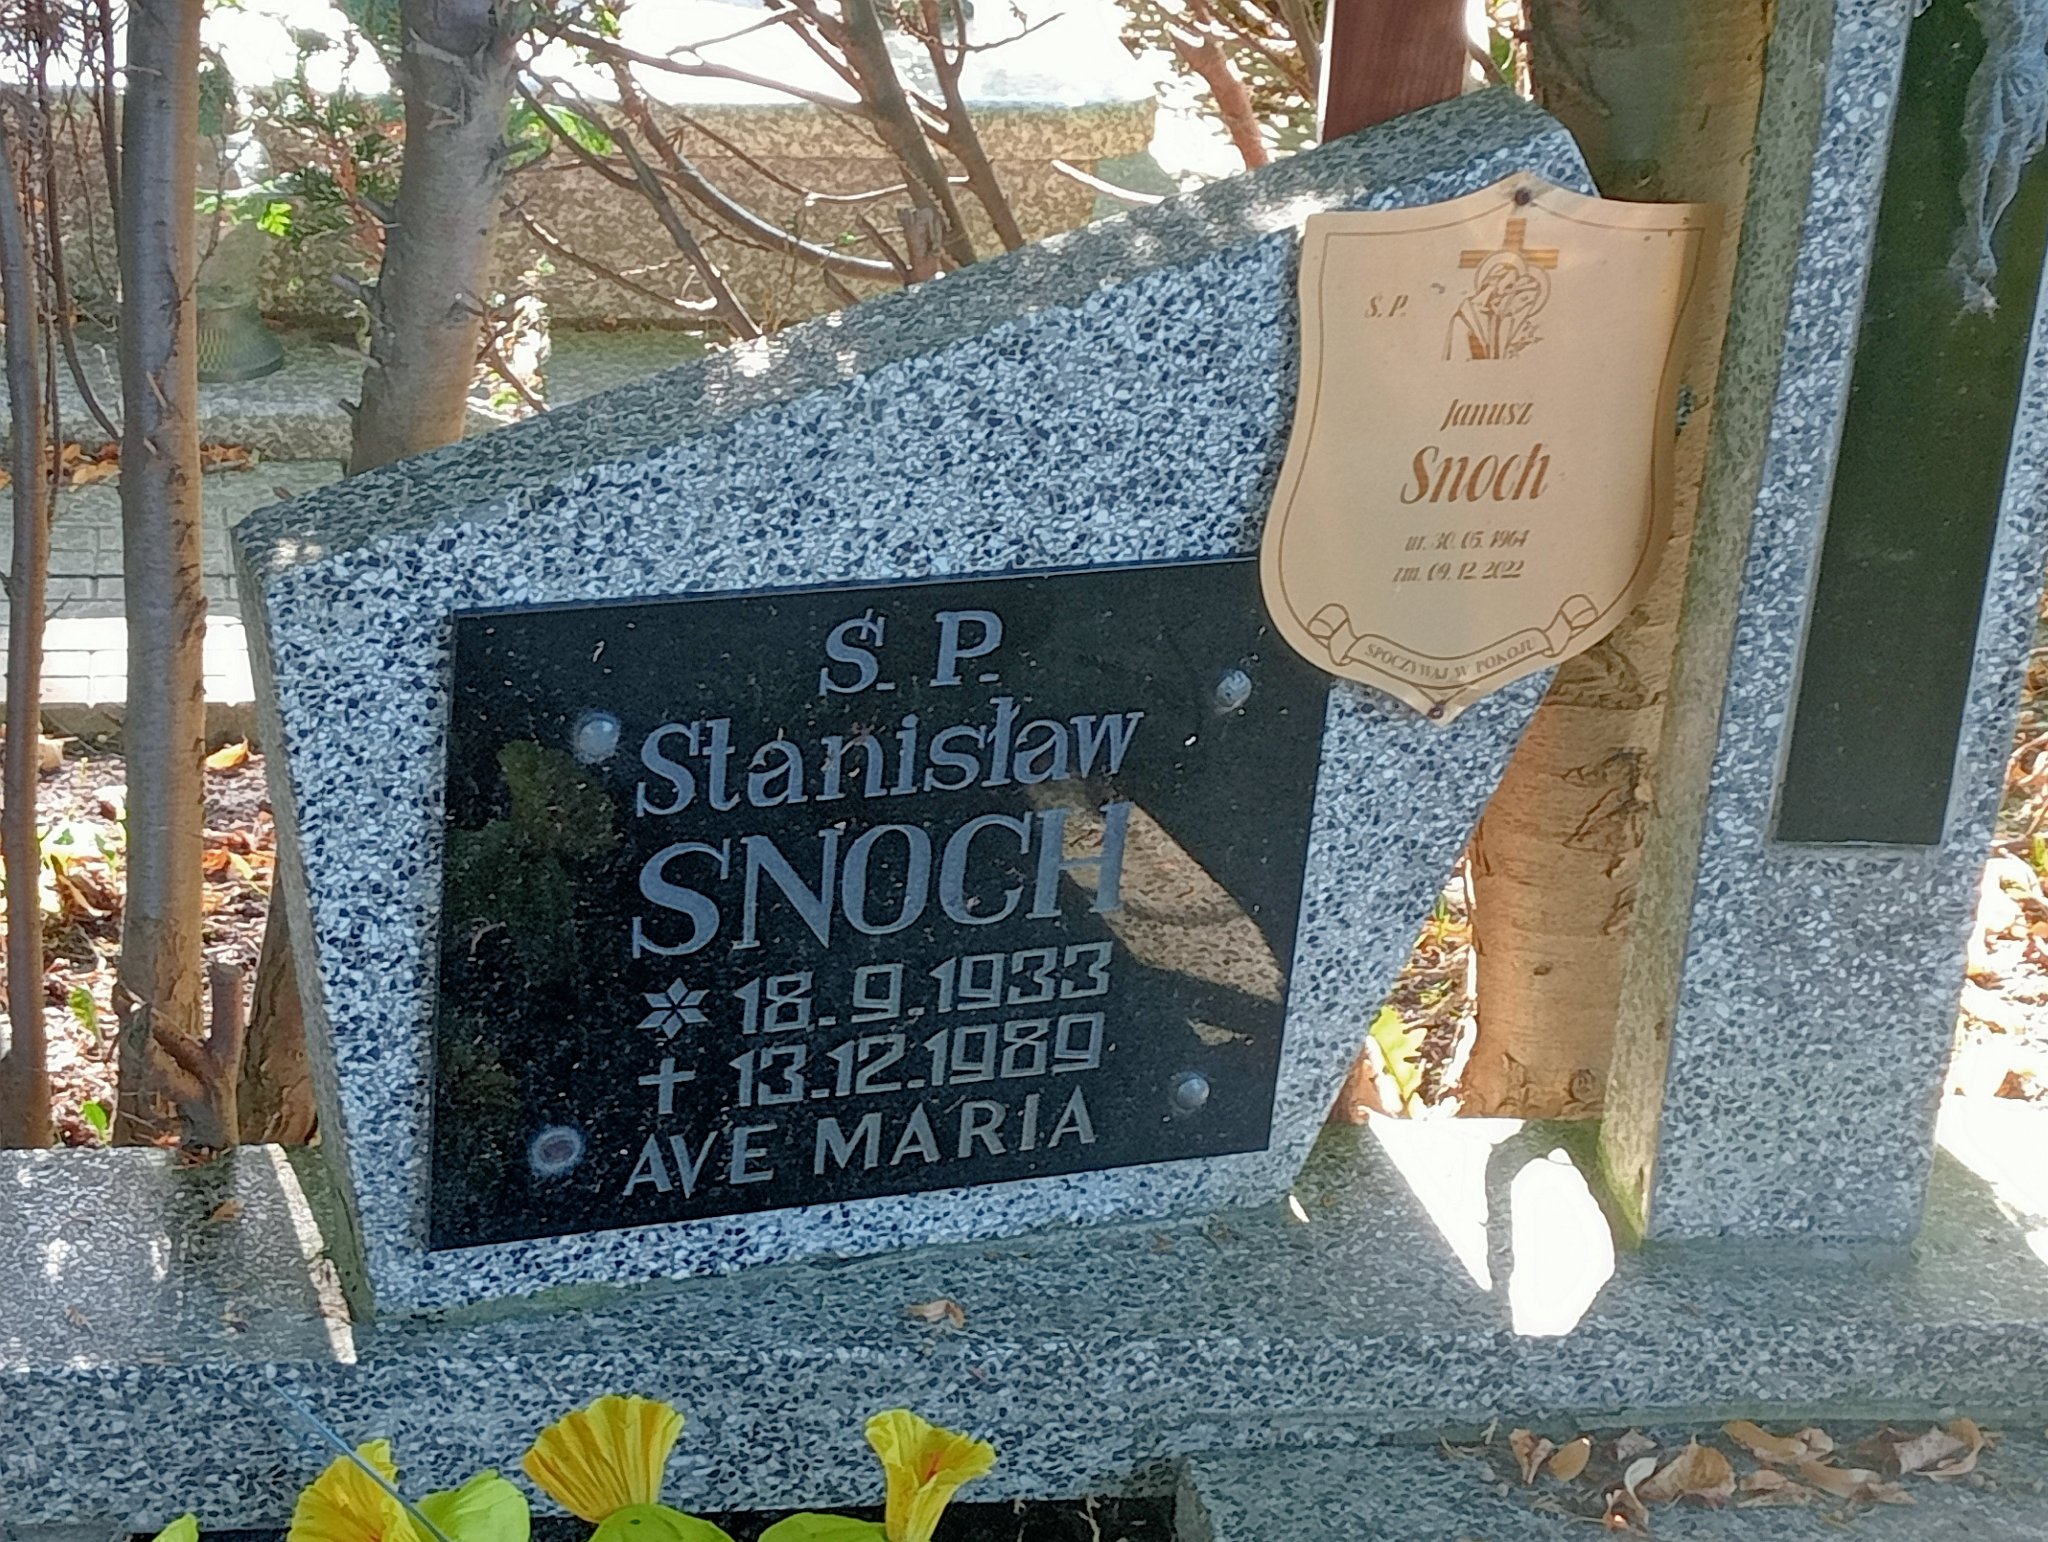 S. P.
Stanisław
SNOCH
* 18. 9. 1933
† 13. 12. 1989
AVE MARIA
Ś. P.
Janusz
Snoch
ur. 30. 05. 1964
zm. 09. 12. 2022
SPOCZYWAJ W POKOJU